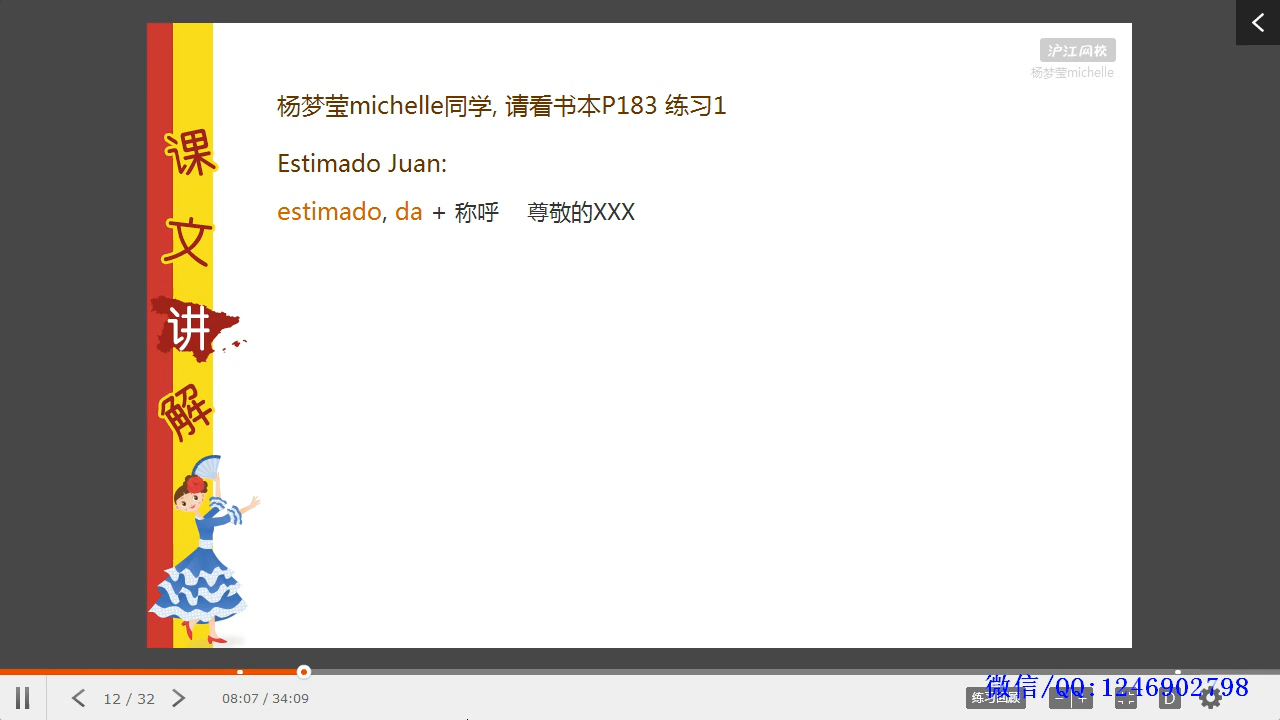 沪江网校
杨梦莹michelle
杨梦莹michelle同学, 请看书本P183 练习1
Estimado Juan:
estimado, da + 称呼 尊敬的XXX
课
文
讲
解
12 / 32
08:07 / 34:09
练习回顾
微信/QQ:1246902798
D